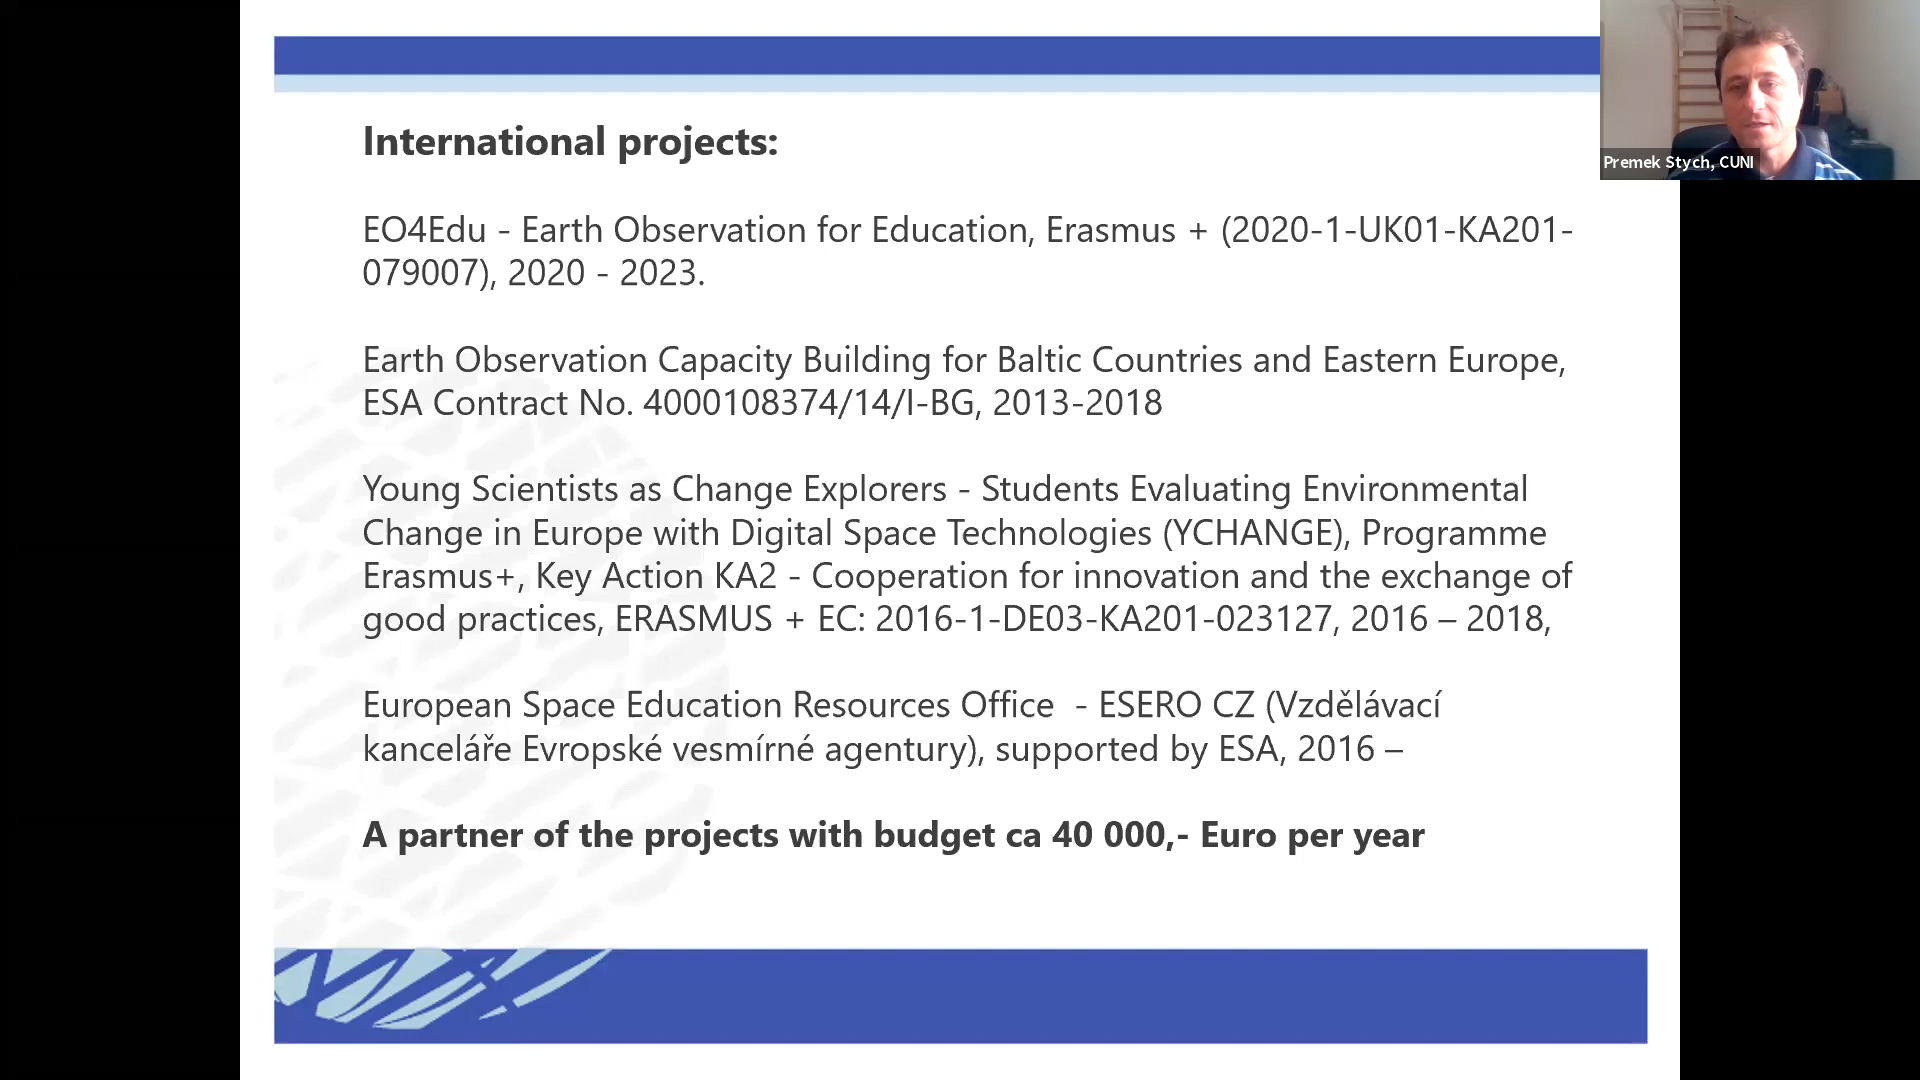 International projects:
EO4Edu - Earth Observation for Education, Erasmus + (2020-1-UK01-KA201-
079007), 2020 - 2023.
Earth Observation Capacity Building for Baltic Countries and Eastern Europe,
ESA Contract No. 4000108374/14/I-BG, 2013-2018
Young Scientists as Change Explorers - Students Evaluating Environmental
Change in Europe with Digital Space Technologies (YCHANGE), Programme
Erasmus+, Key Action KA2 - Cooperation for innovation and the exchange of
good practices, ERASMUS + EC: 2016-1-DE03-KA201-023127, 2016 – 2018,
European Space Education Resources Office  - ESERO CZ (Vzdělávací
kanceláře Evropské vesmírné agentury), supported by ESA, 2016 –
A partner of the projects with budget ca 40 000,- Euro per year
Premek Stych, CUNI